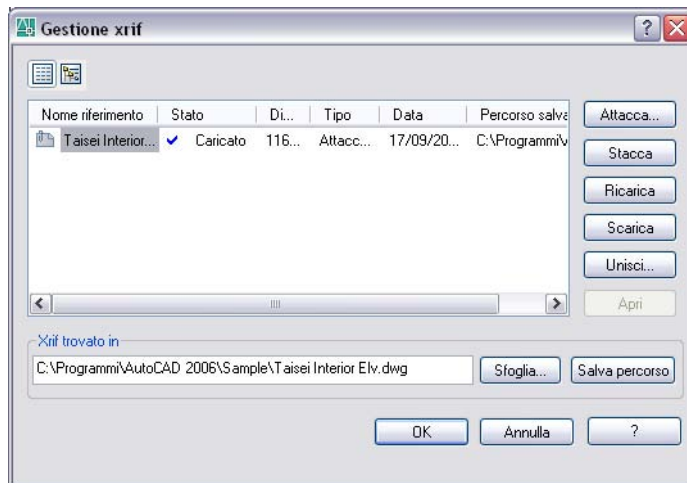 Gestione xrif
Nome riferimento Stato Di... Tipo Data Percorso salva
Taisei Interior... Caricato 116... Attacc... 17/09/20... C:\Programmi\
Attacca...
Stacca
Ricarica
Scarica
Unisci...
Apri
Xrif trovato in
C:\Programmi\AutoCAD 2006\Sample\Taisei Interior Elv.dwg Sfoglia... Salva percorso
OK Annulla ?